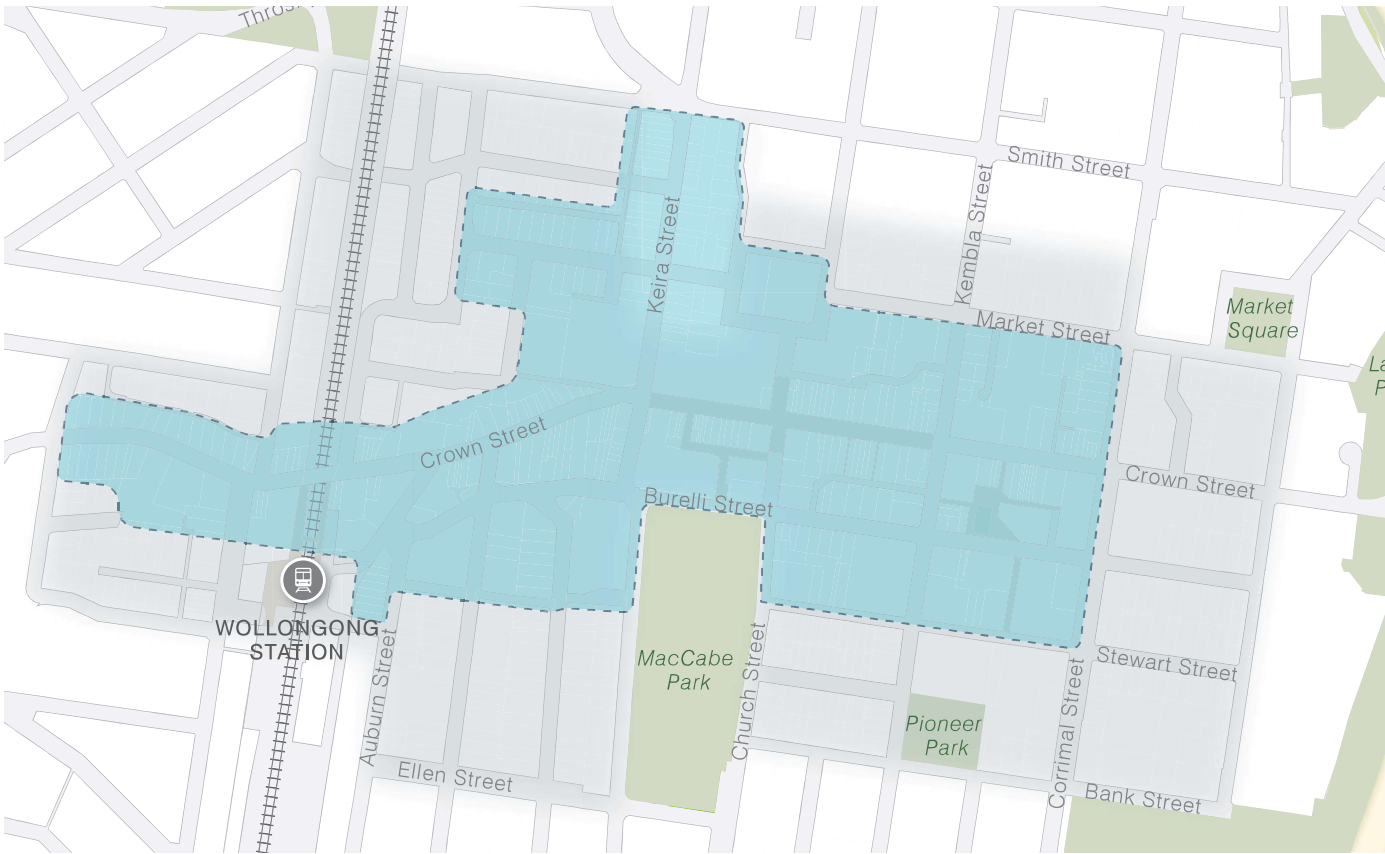 Smith Street
Kembla Street
Keira Street
Market Street
Market
Square
Crown Street
Crown Street
Burelli Street
WOLLONGONG
STATION
MacCabe
Park
Church Street
Auburn Street
Stewart Street
Pioneer
Park
Corrimal Street
Ellen Street
Bank Street